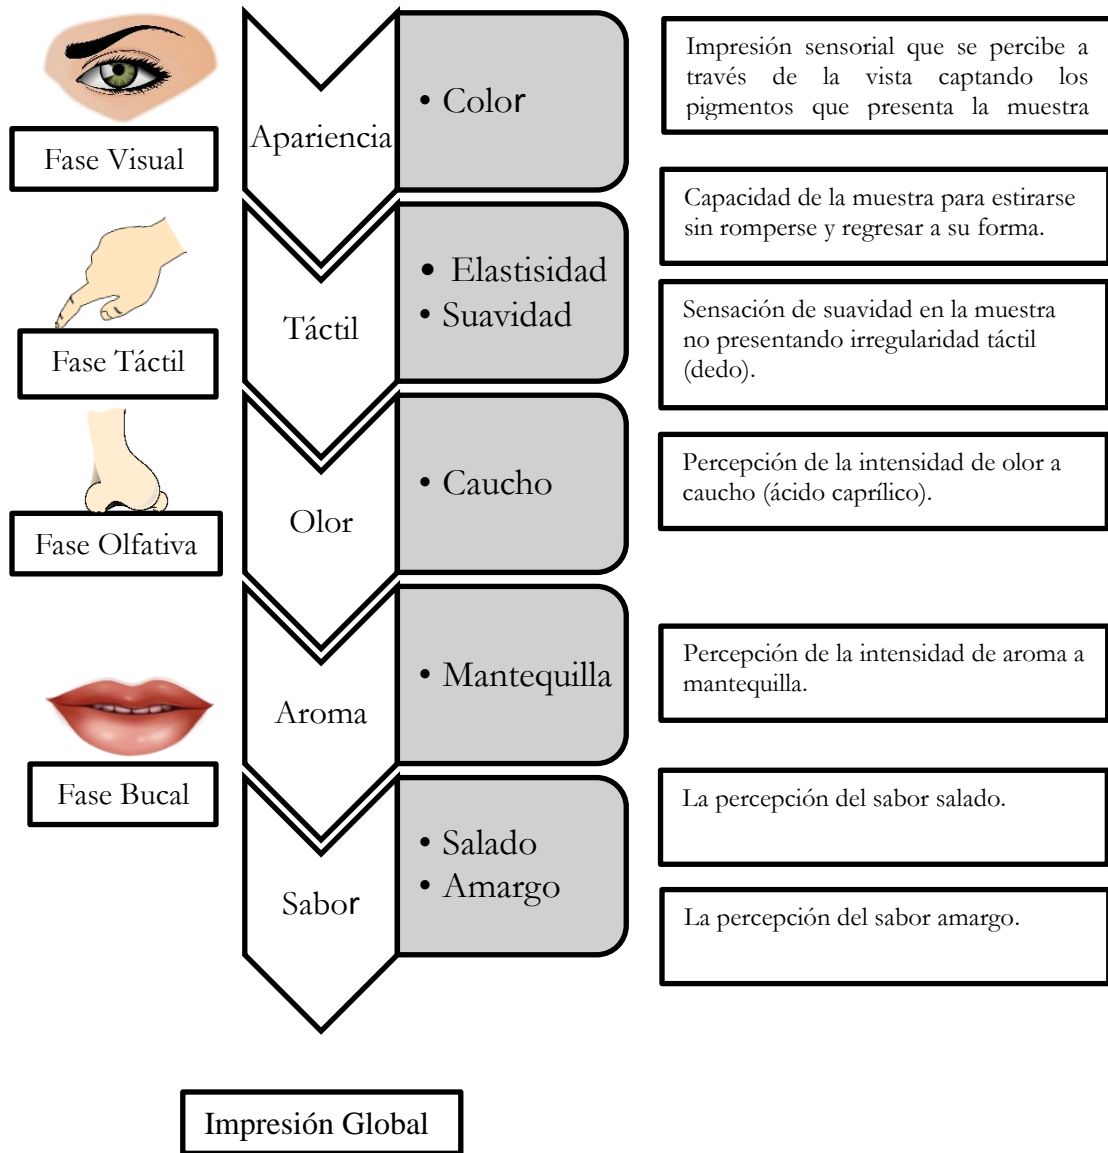 Fase Visual
Apariencia
• Color
Impresión sensorial que se percibe a
través de la vista captando los
pigmentos que presenta la muestra
Fase Táctil
Táctil
• Elastisidad
• Suavidad
Capacidad de la muestra para estirarse
sin romperse y regresar a su forma.
Sensación de suavidad en la muestra
no presentando irregularidad táctil
(dedo).
Fase Olfativa
Olor
• Caucho
Percepción de la intensidad de olor a
caucho (ácido caprílico).
Fase Bucal
Aroma
• Mantequilla
Percepción de la intensidad de aroma a
mantequilla.
Sabor
• Salado
• Amargo
La percepción del sabor salado.
La percepción del sabor amargo.
Impresión Global